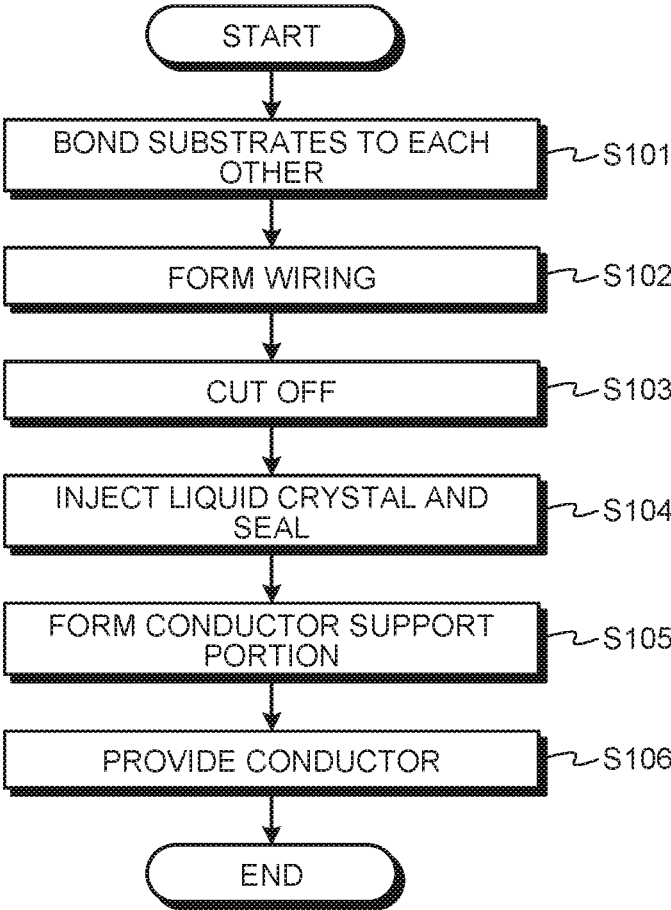 START
BOND SUBSTRATES TO EACH
OTHER
S101
FORM WIRING
S102
CUT OFF
S103
INJECT LIQUID CRYSTAL AND
SEAL
S104
FORM CONDUCTOR SUPPORT
PORTION
S105
PROVIDE CONDUCTOR
S106
END